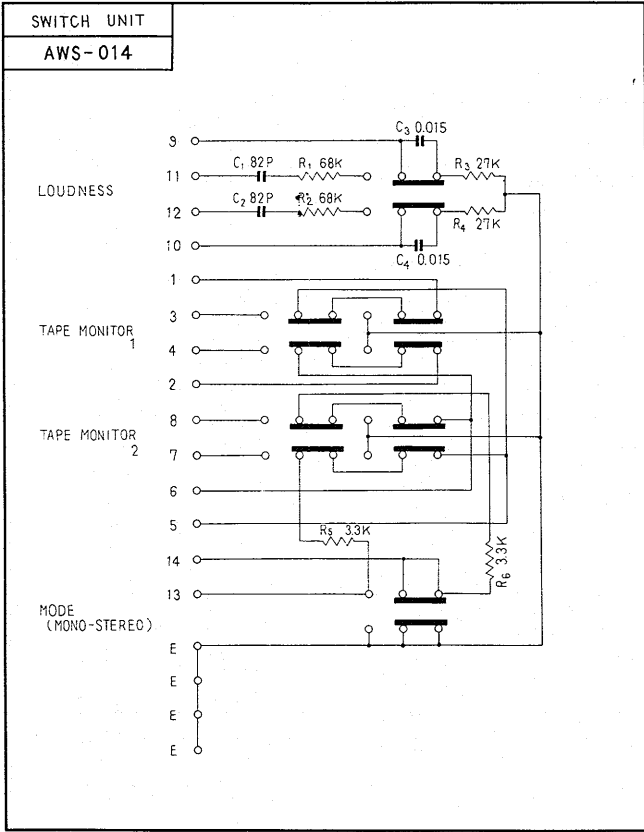 SWITCH UNIT
AWS-014
9
C3 0.015
11
C1 82P
R1 68K
R3 27K
LOUDNESS
12
C2 82P
R2 68K
R4 27K
10
C4 0.015
1
3
TAPE MONITOR
1
4
2
8
TAPE MONITOR
2
7
6
5
R5 3.3K
14
R6 3.3K
13
MODE
(MONO-STEREO)
E
E
E
E